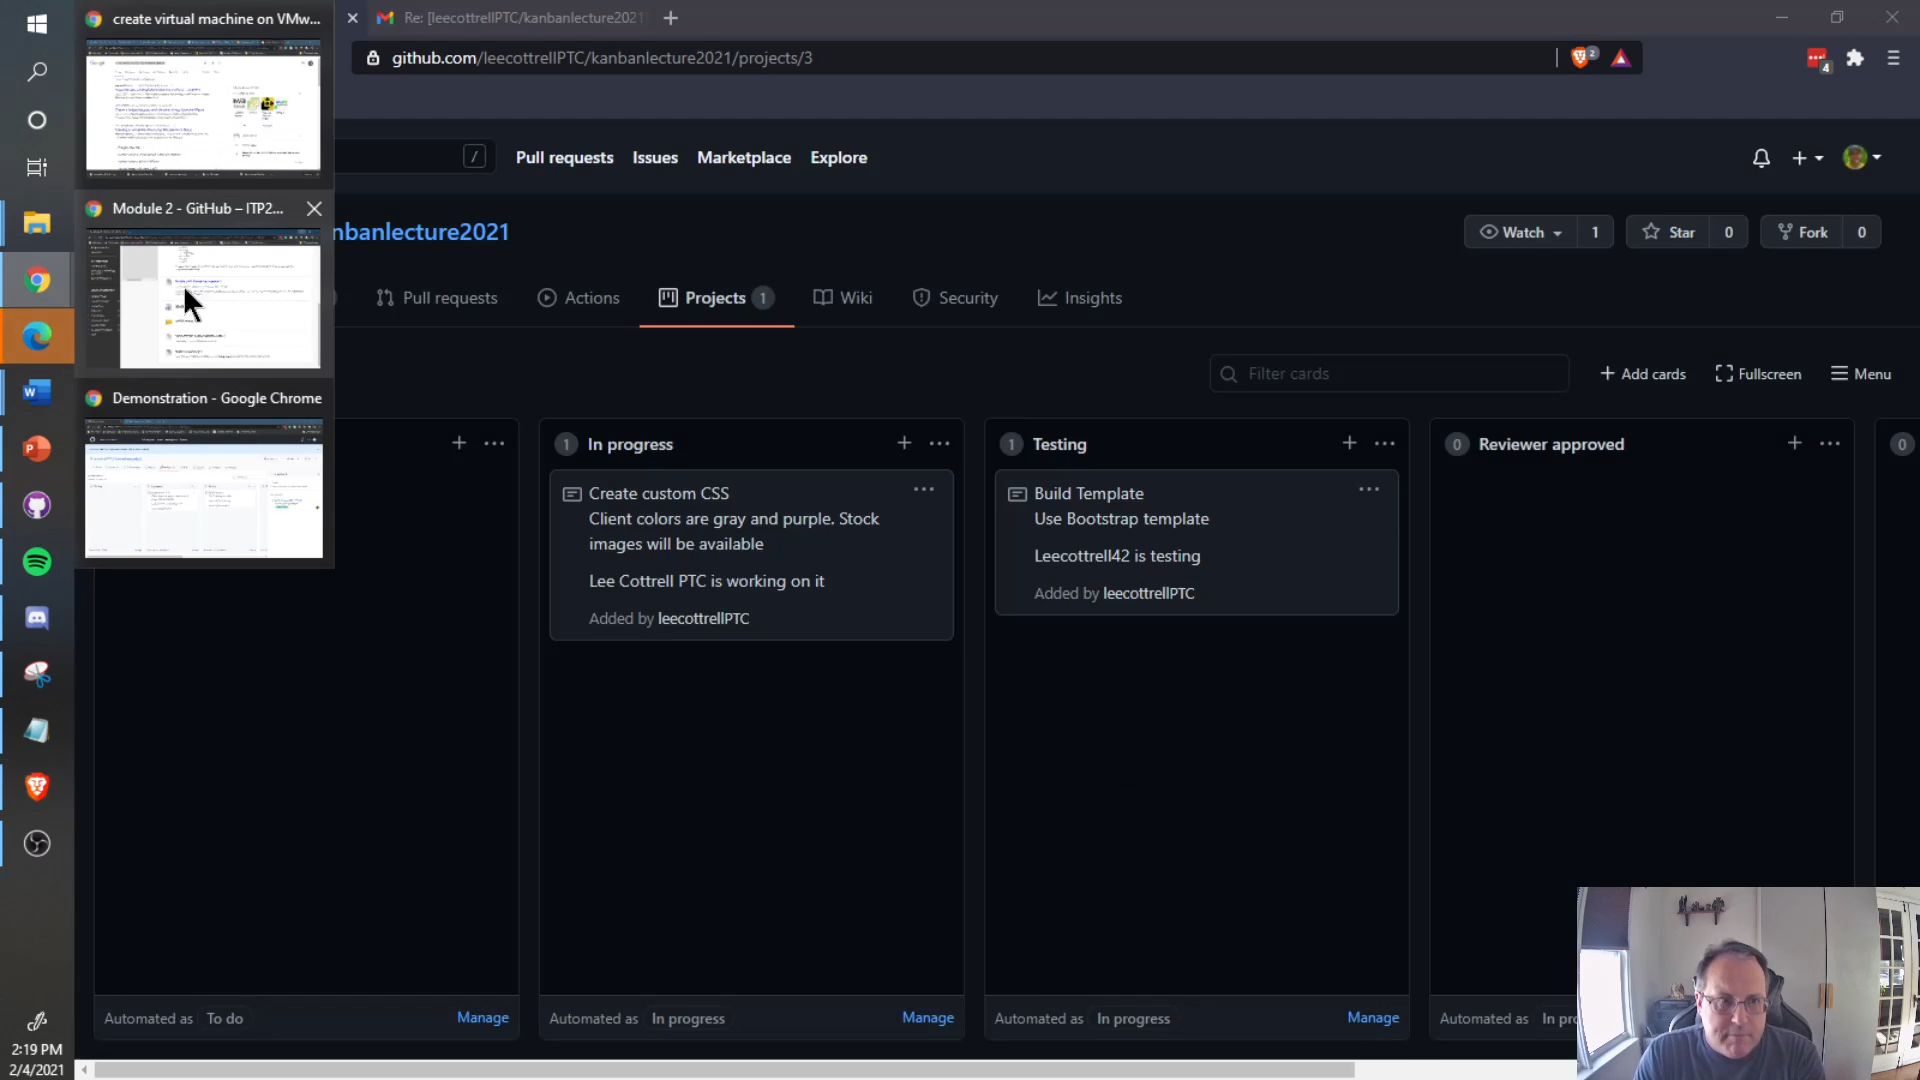 create virtual machine on VMw...
Re: [leecottrellPTC/kanbanlecture2021
github.com/leecottrellPTC/kanbanlecture2021/projects/3
2
4
/
Pull requests
Issues
Marketplace
Explore
Module 2 - GitHub – ITP2...
nbanlecture2021
Watch
1
Star
0
Fork
0
Pull requests
Actions
Projects
1
Wiki
Security
Insights
Filter cards
Add cards
Fullscreen
Menu
Demonstration - Google Chrome
1
In progress
1
Testing
0
Reviewer approved
0
Create custom CSS
Client colors are gray and purple. Stock
images will be available
Lee Cottrell PTC is working on it
Added by leecottrellPTC
Build Template
Use Bootstrap template
Leecottrell42 is testing
Added by leecottrellPTC
Automated as To do
Manage
Automated as In progress
Manage
Automated as In progress
Manage
Automated as
2:19 PM
2/4/2021